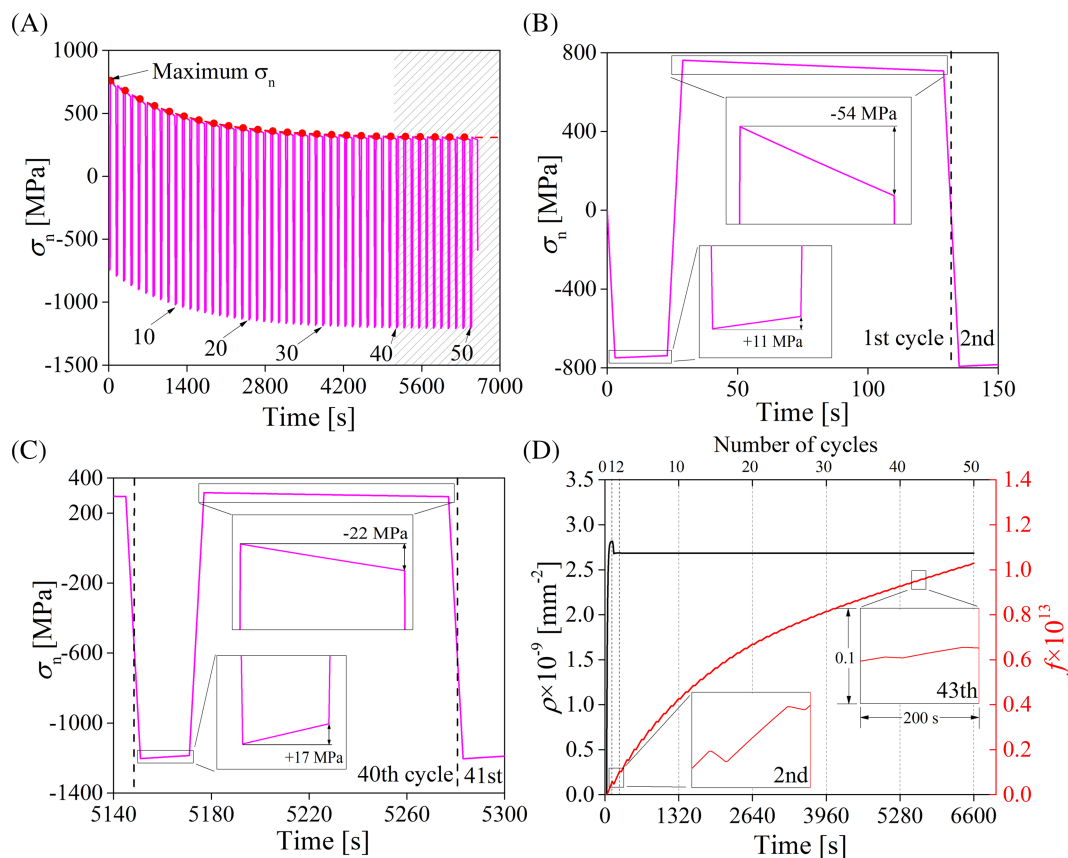 (A)
1000
500
0
-500
-1000
-1500
σn [MPa]
Maximum σn
10
20
30
40
50
0 1400 2800 4200 5600 7000
Time [s]
(B)
800
400
0
-400
-800
σn [MPa]
-54 MPa
+11 MPa
1st cycle 2nd
0 50 100 150
Time [s]
(C)
400
200
-200
-600
-1000
-1400
σn [MPa]
-22 MPa
+17 MPa
40th cycle 41st
5140 5180 5220 5260 5300
Time [s]
(D)
Number of cycles
0 1 2 12 20 30 40 50
3.5
3.0
2.5
2.0
1.5
1.0
0.5
0.0
ρ×10-9 [mm-2]
1.4
1.2
1.0
0.8
0.6
0.4
0.2
0.0
f×1013
0.1
43th
200 s
2nd
0 1320 2640 3960 5280 6600
Time [s]